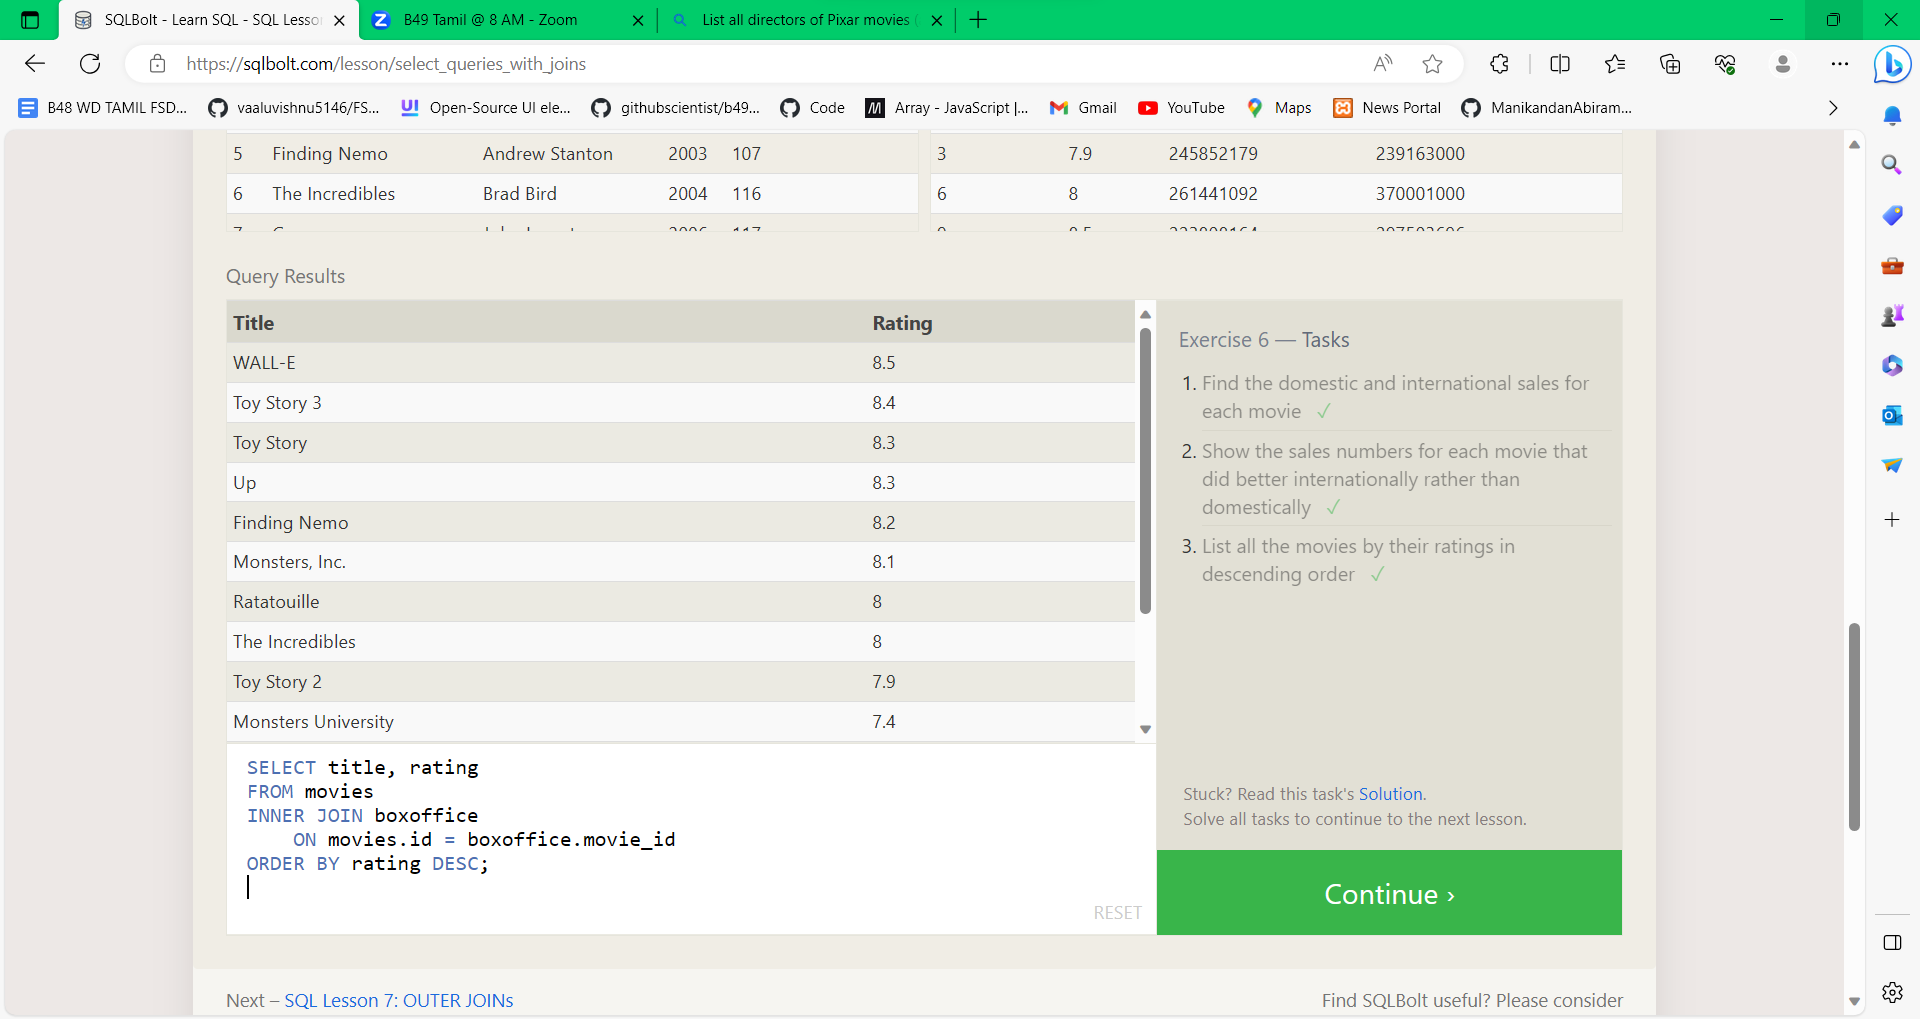 SQLBolt - Learn SQL - SQL Lesso
B49 Tamil @ 8 AM - Zoom
List all directors of Pixar movies
https://sqlbolt.com/lesson/select_queries_with_joins
B48 WD TAMIL FSD...
vaaluvishnu5146/FS...
Open-Source UI ele...
githubscientist/b49...
Code
Array - JavaScript |...
Gmail
YouTube
Maps
News Portal
ManikandanAbiram...
5 Finding Nemo Andrew Stanton 2003 107
3 7.9 245852179 239163000
6 The Incredibles Brad Bird 2004 116
6 8 261441092 370001000
Query Results
Title Rating
WALL-E 8.5
Toy Story 3 8.4
Toy Story 8.3
Up 8.3
Finding Nemo 8.2
Monsters, Inc. 8.1
Ratatouille 8
The Incredibles 8
Toy Story 2 7.9
Monsters University 7.4
SELECT title, rating
FROM movies
INNER JOIN boxoffice
ON movies.id = boxoffice.movie_id
ORDER BY rating DESC;
RESET
Exercise 6 — Tasks
1. Find the domestic and international sales for
each movie ✓
2. Show the sales numbers for each movie that
did better internationally rather than
domestically ✓
3. List all the movies by their ratings in
descending order ✓
Stuck? Read this task's Solution.
Solve all tasks to continue to the next lesson.
Continue ›
Next – SQL Lesson 7: OUTER JOINs
Find SQLBolt useful? Please consider